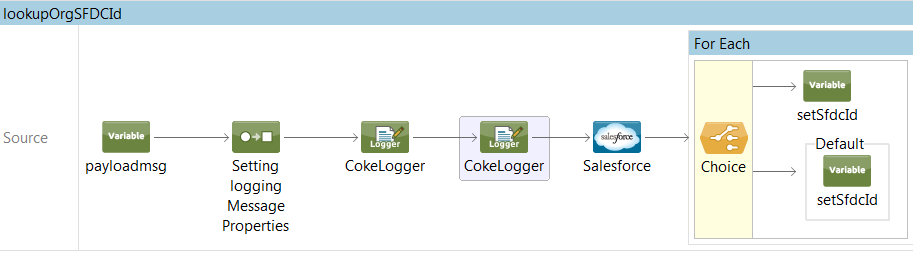 lookupOrgSFDCId
For Each
Source
Variable
payloadmsg
Setting
logging
Message
Properties
Logger
CokeLogger
Logger
CokeLogger
salesforce
Salesforce
Choice
Variable
setSfdcId
Default
Variable
setSfdcId